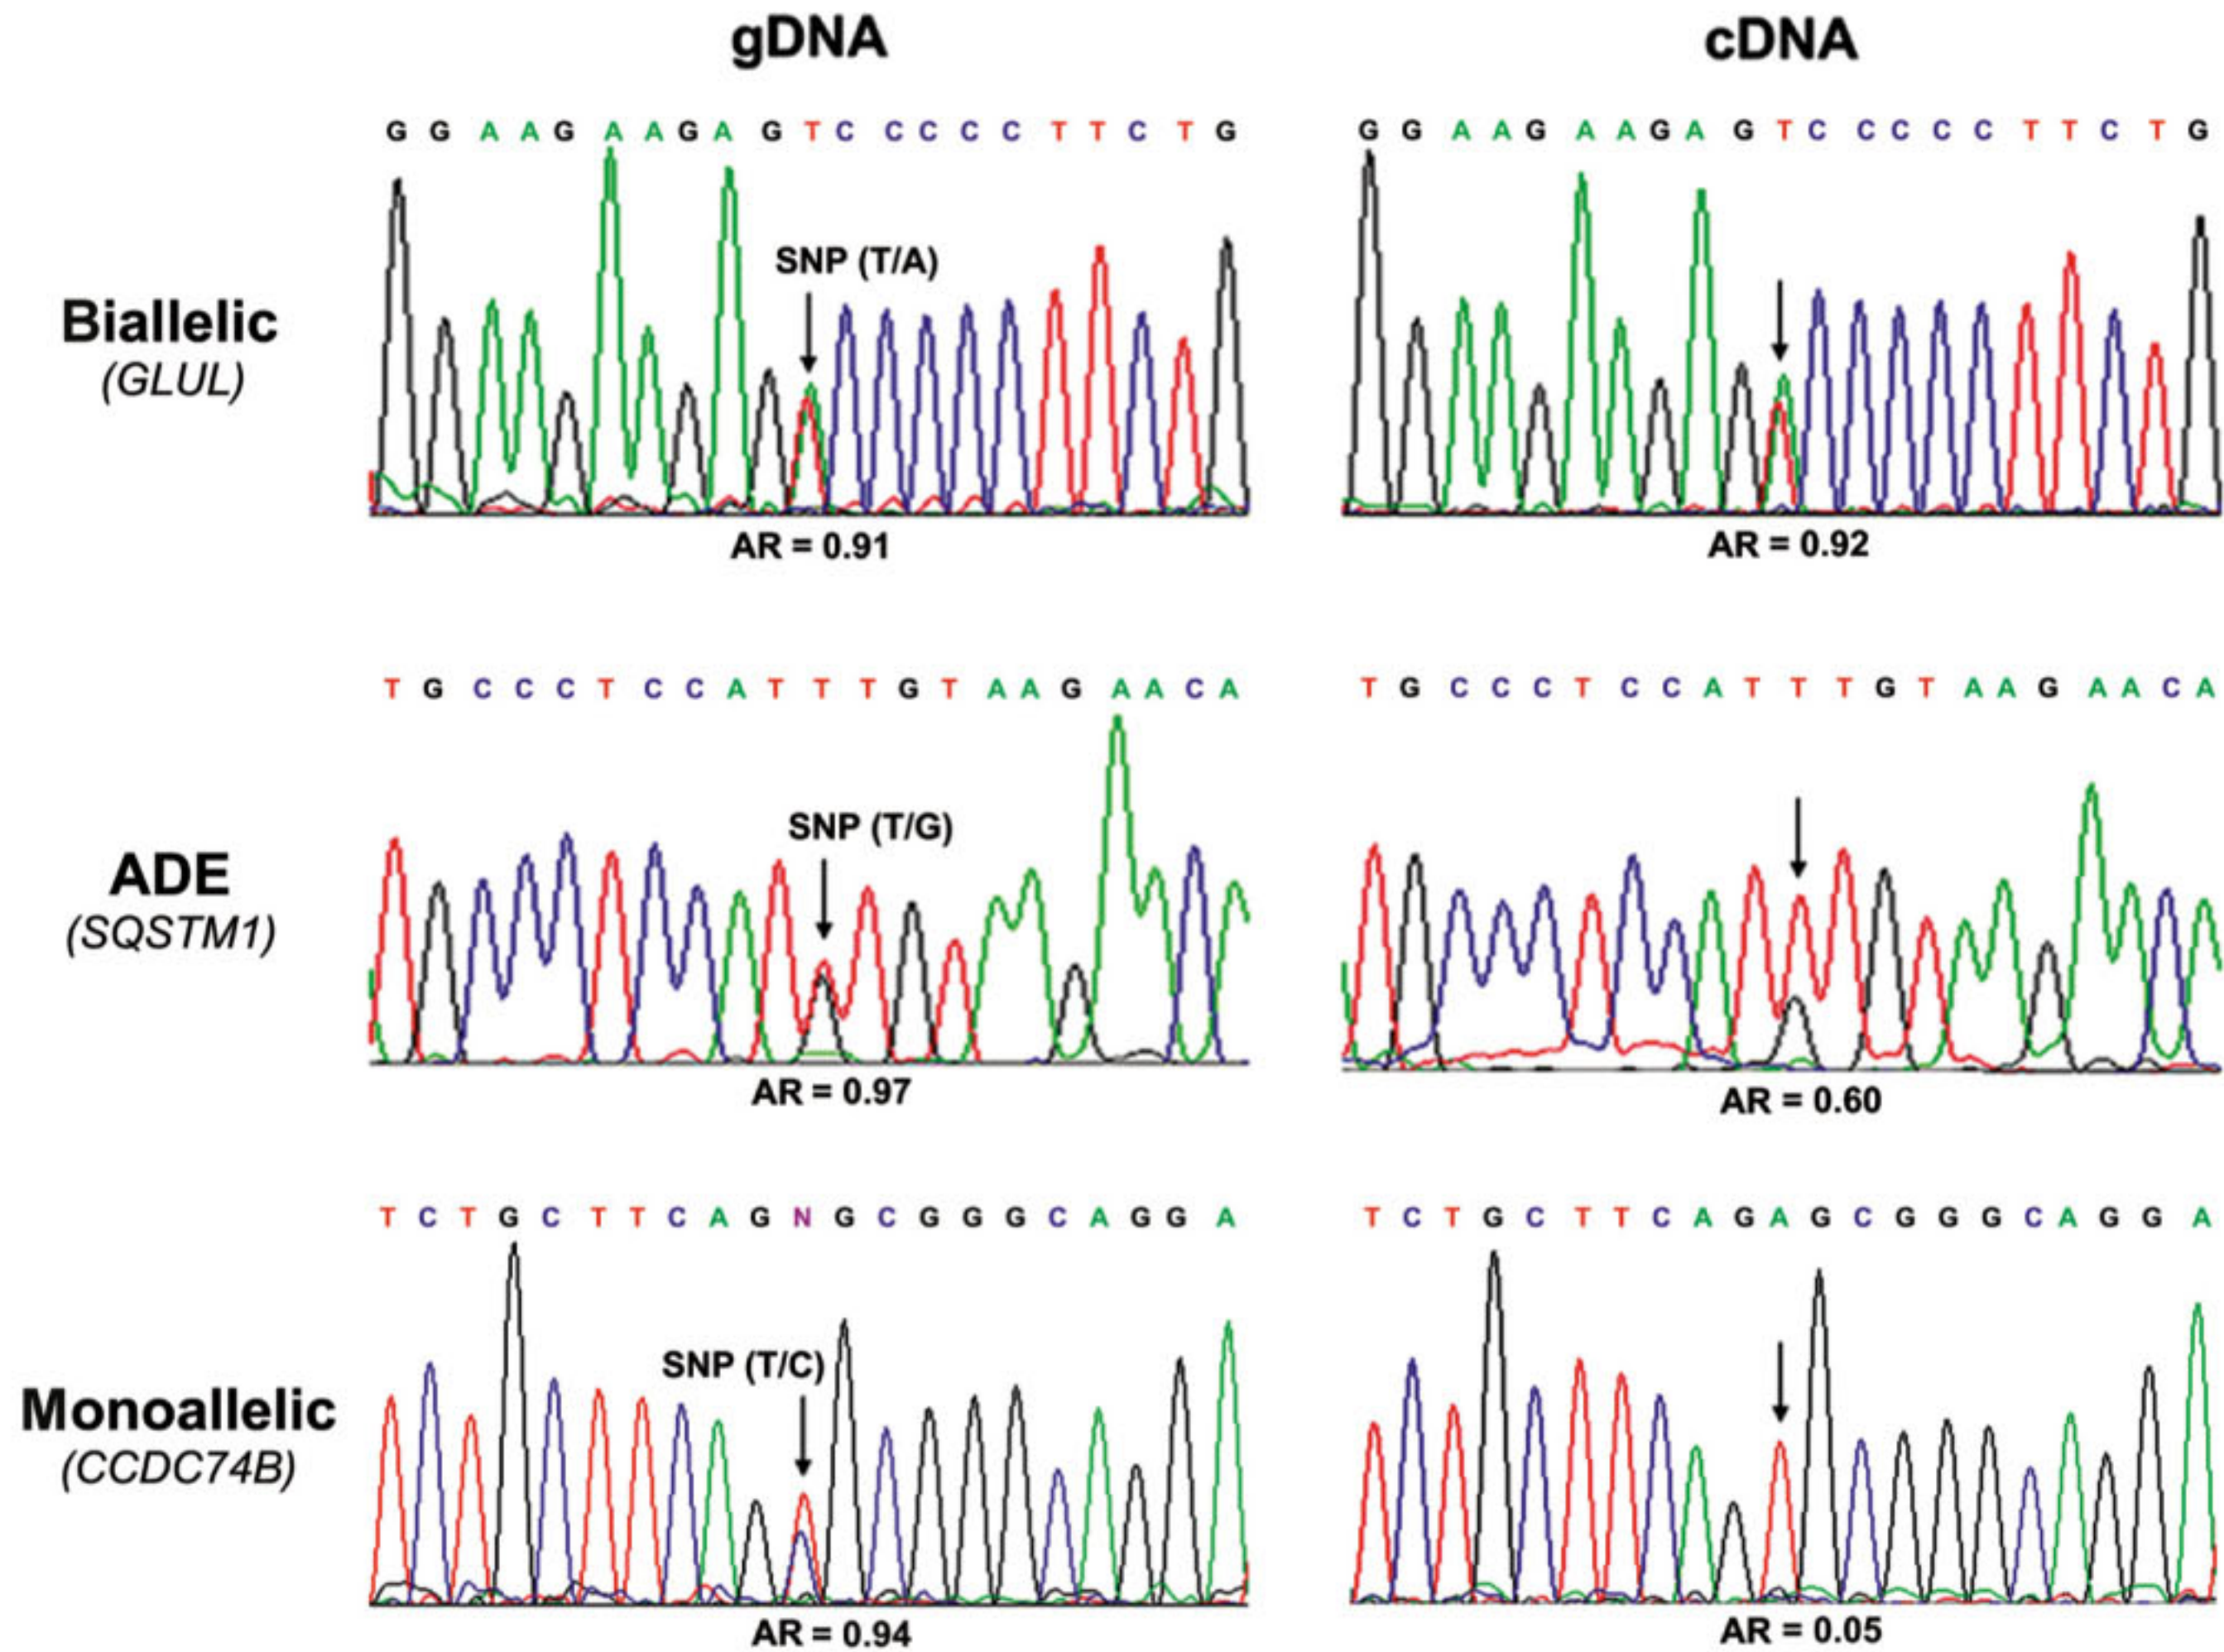 gDNA cDNA
G G A A G A A G A G T C C C C C T T C T G
G G A A G A A G A G T C C C C C T T C T G
SNP (T/A)
Biallelic
(GLUL)
AR = 0.91
AR = 0.92
T G C C C T C C A T T T G T A A G A A C A
T G C C C T C C A T T T G T A A G A A C A
SNP (T/G)
ADE
(SQSTM1)
AR = 0.97
AR = 0.60
T C T G C T T C A G N G C G G G C A G G A
T C T G C T T C A G A G C G G G C A G G A
SNP (T/C)
Monoallelic
(CCDC74B)
AR = 0.94
AR = 0.05